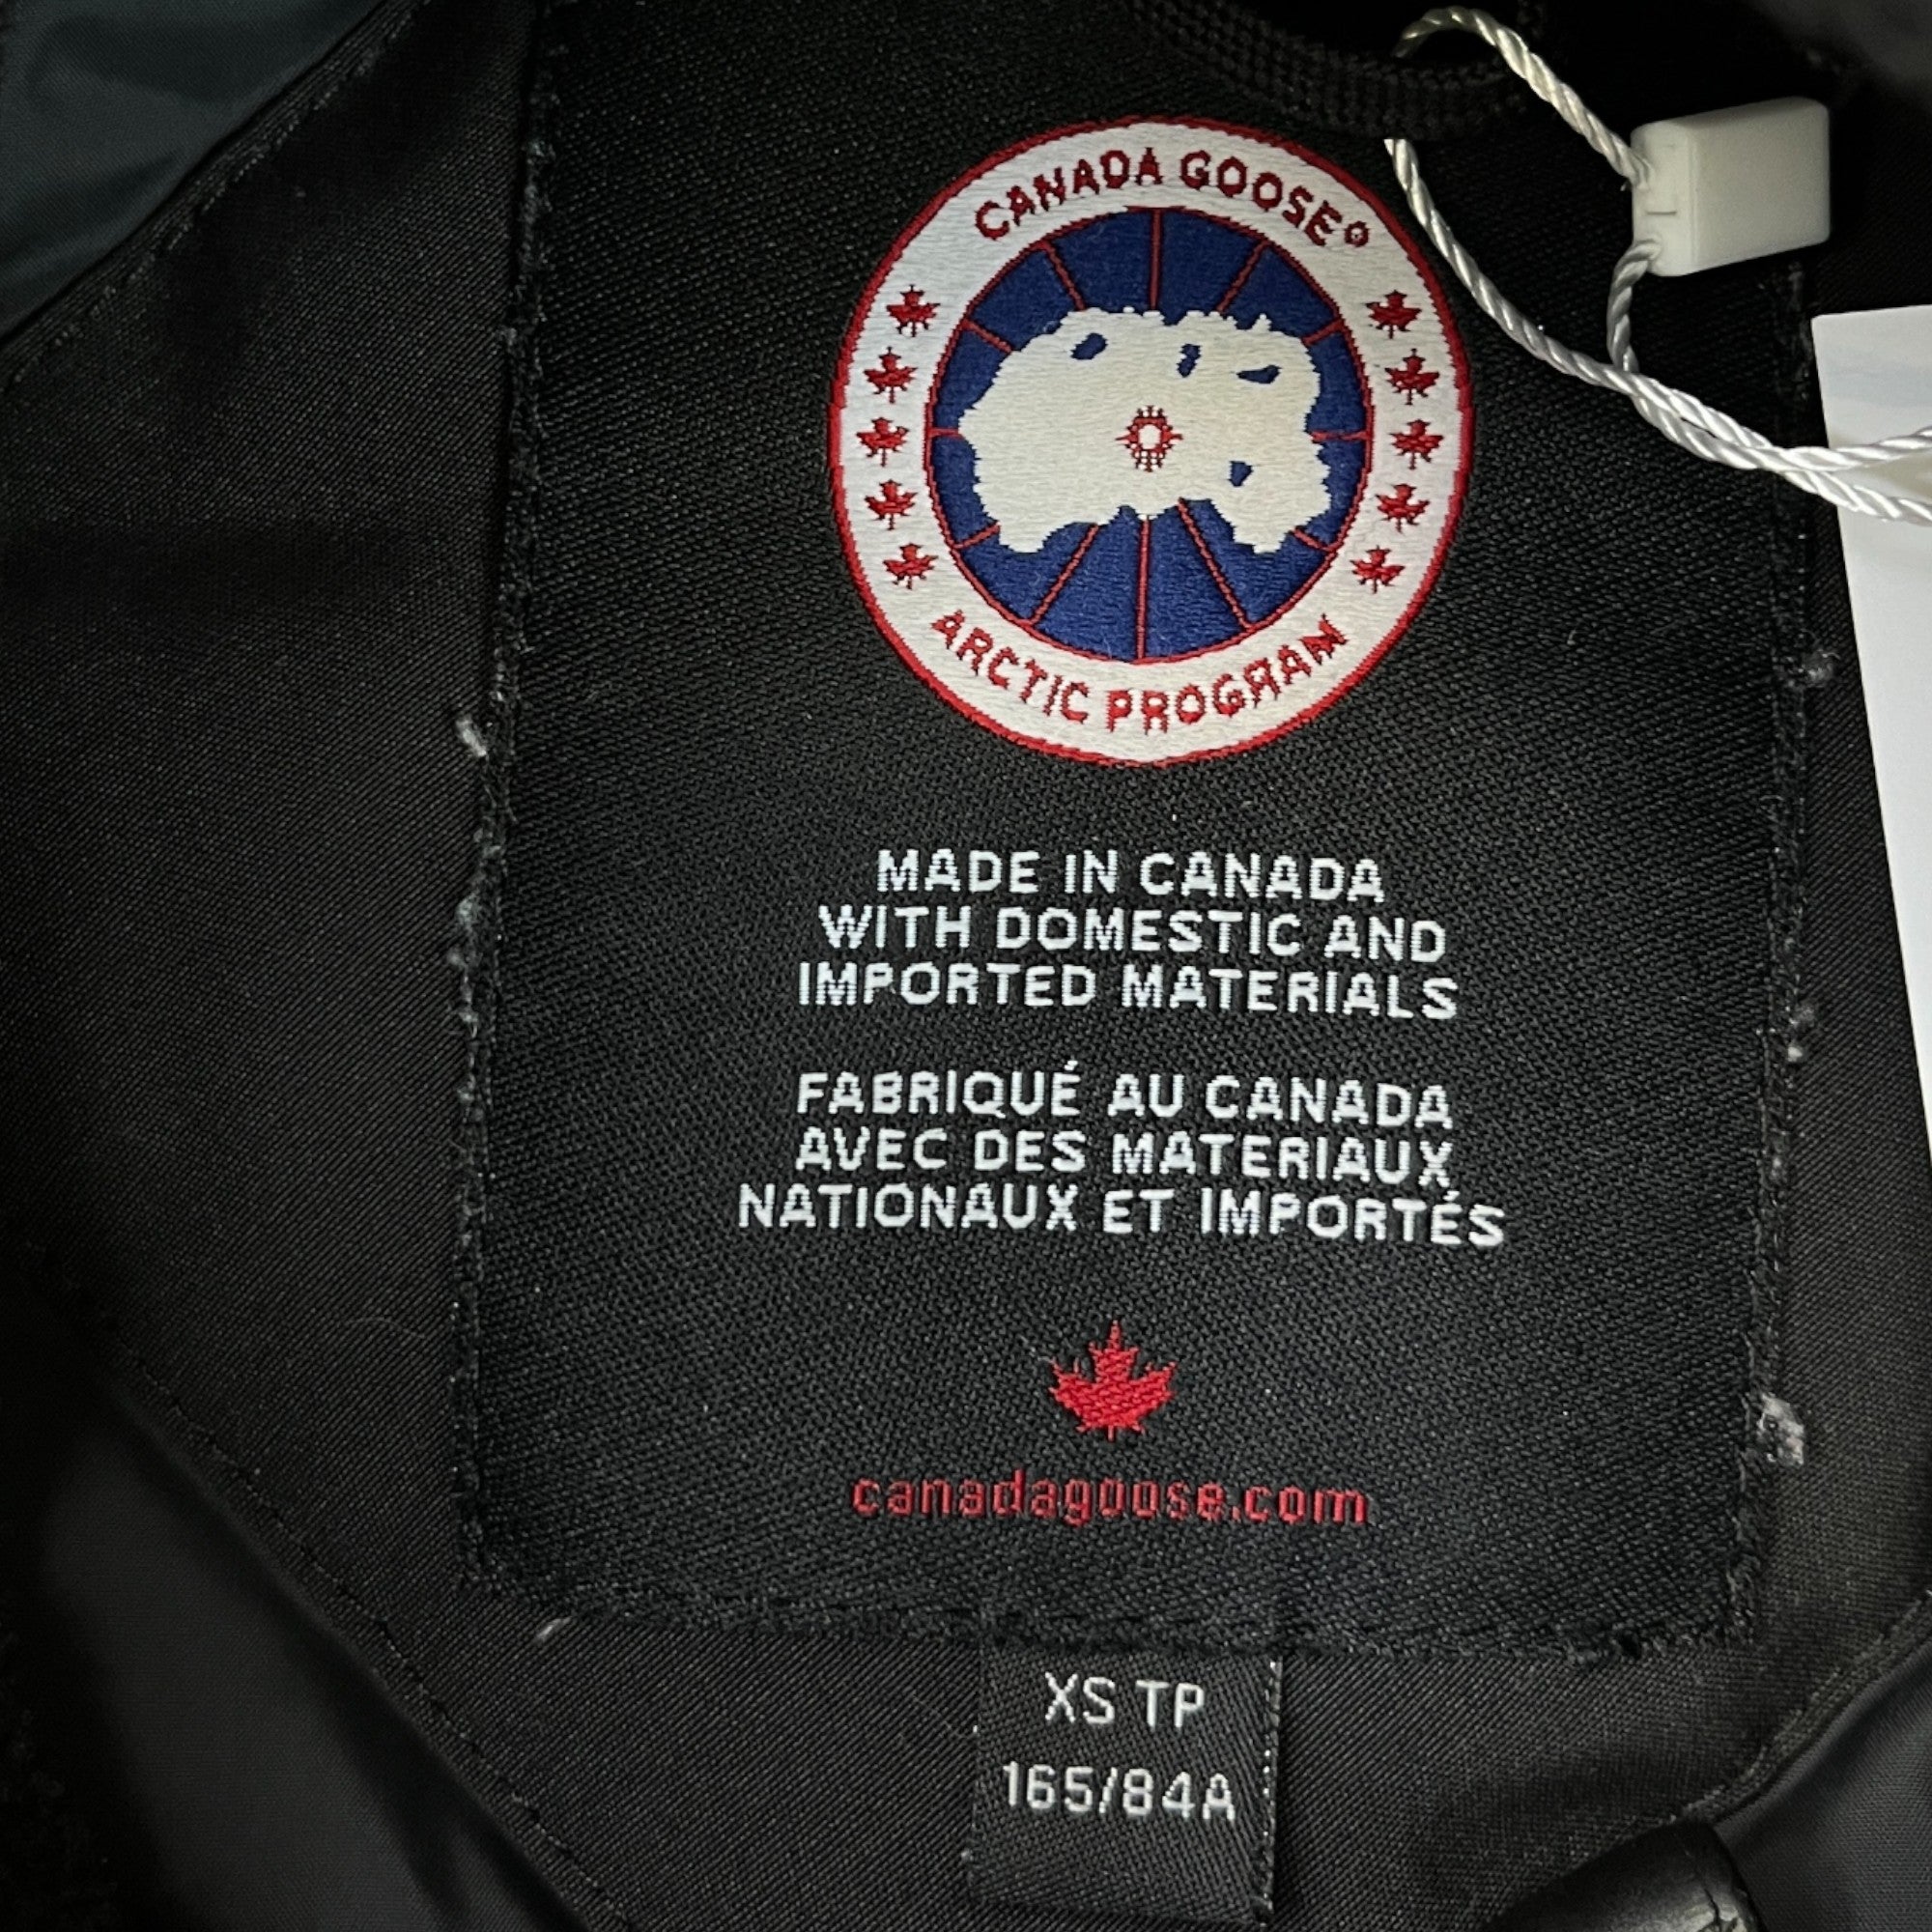 CANADA GOOSE®
ARCTIC PROGRAM
MADE IN CANADA
WITH DOMESTIC AND
IMPORTED MATERIALS
FABRIQUÉ AU CANADA
AVEC DES MATERIAUX
NATIONAUX ET IMPORTÉS
canadagoose.com
XS TP
165/84A